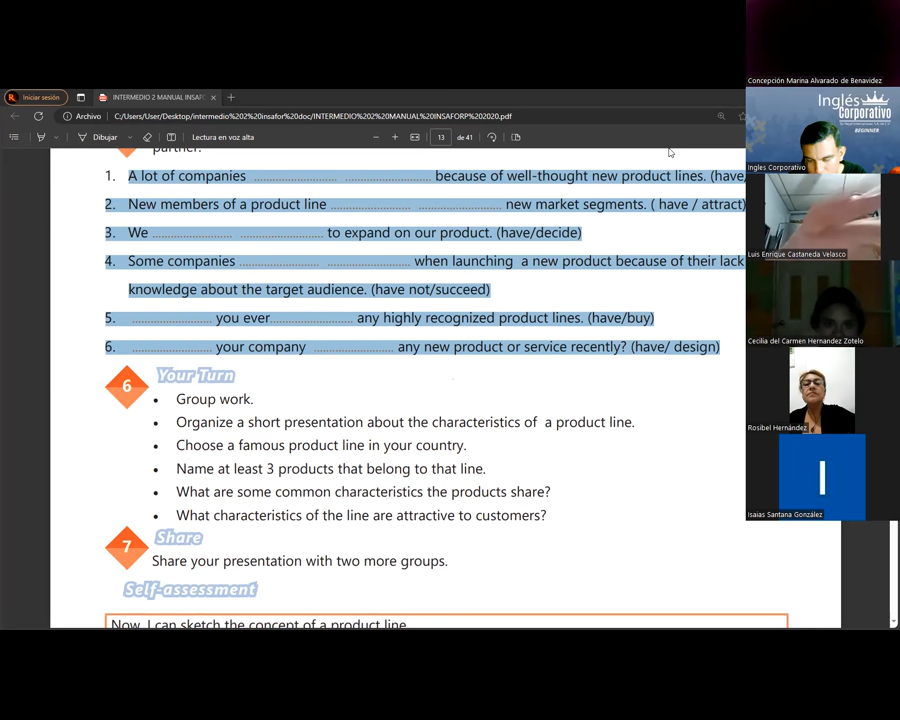 Concepción Marina Alvarado de Benavidez
Iniciar sesión
INTERMEDIO 2 MANUAL INSAF
Archivo C:/Users/User/Desktop/intermedio%202%20insafor%20doc/INTERMEDIO%202%20MANUAL%20INSAFORP%202020.pdf
Dibujar Lectura en voz alta 13 de 41
Inglés
Corporativo
BEGINNER
Ingles Corporativo
partner.
1. A lot of companies ........................ ........................ because of well-thought new product lines. (have/
2. New members of a product line ........................ ........................ new market segments. ( have / attract)
3. We ........................ ........................ to expand on our product. (have/decide)
4. Some companies ........................ ........................ when launching a new product because of their lack
knowledge about the target audience. (have not/succeed)
5. ........................ you ever........................ any highly recognized product lines. (have/buy)
6. ........................ your company ........................ any new product or service recently? (have/ design)
Luis Enrique Castaneda Velasco
Cecilia del Carmen Hernandez Zotelo
6 Your Turn
• Group work.
• Organize a short presentation about the characteristics of a product line.
• Choose a famous product line in your country.
• Name at least 3 products that belong to that line.
• What are some common characteristics the products share?
• What characteristics of the line are attractive to customers?
Rosibel Hernández
I
Isaias Santana González
7 Share
Share your presentation with two more groups.
Self-assessment
Now, I can sketch the concept of a product line